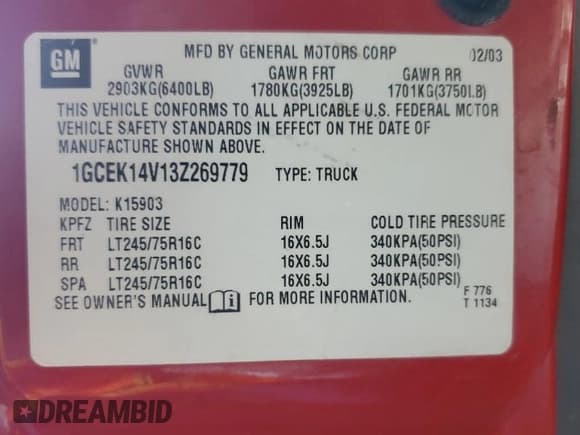 GM
MFD BY GENERAL MOTORS CORP 02/03
GVWR GAWR FRT GAWR RR
2903KG(6400LB) 1780KG(3925LB) 1701KG(3750LB)
THIS VEHICLE CONFORMS TO ALL APPLICABLE U.S. FEDERAL MOTOR
VEHICLE SAFETY STANDARDS IN EFFECT ON THE DATE OF
MANUFACTURE SHOWN ABOVE.
1GCEK14V13Z269779 TYPE: TRUCK
MODEL: K15903
KPFZ TIRE SIZE RIM COLD TIRE PRESSURE
FRT LT245/75R16C 16X6.5J 340KPA(50PSI)
RR LT245/75R16C 16X6.5J 340KPA(50PSI)
SPA LT245/75R16C 16X6.5J 340KPA(50PSI)
SEE OWNER'S MANUAL i FOR MORE INFORMATION. F 776
T 1134
DREAMBID